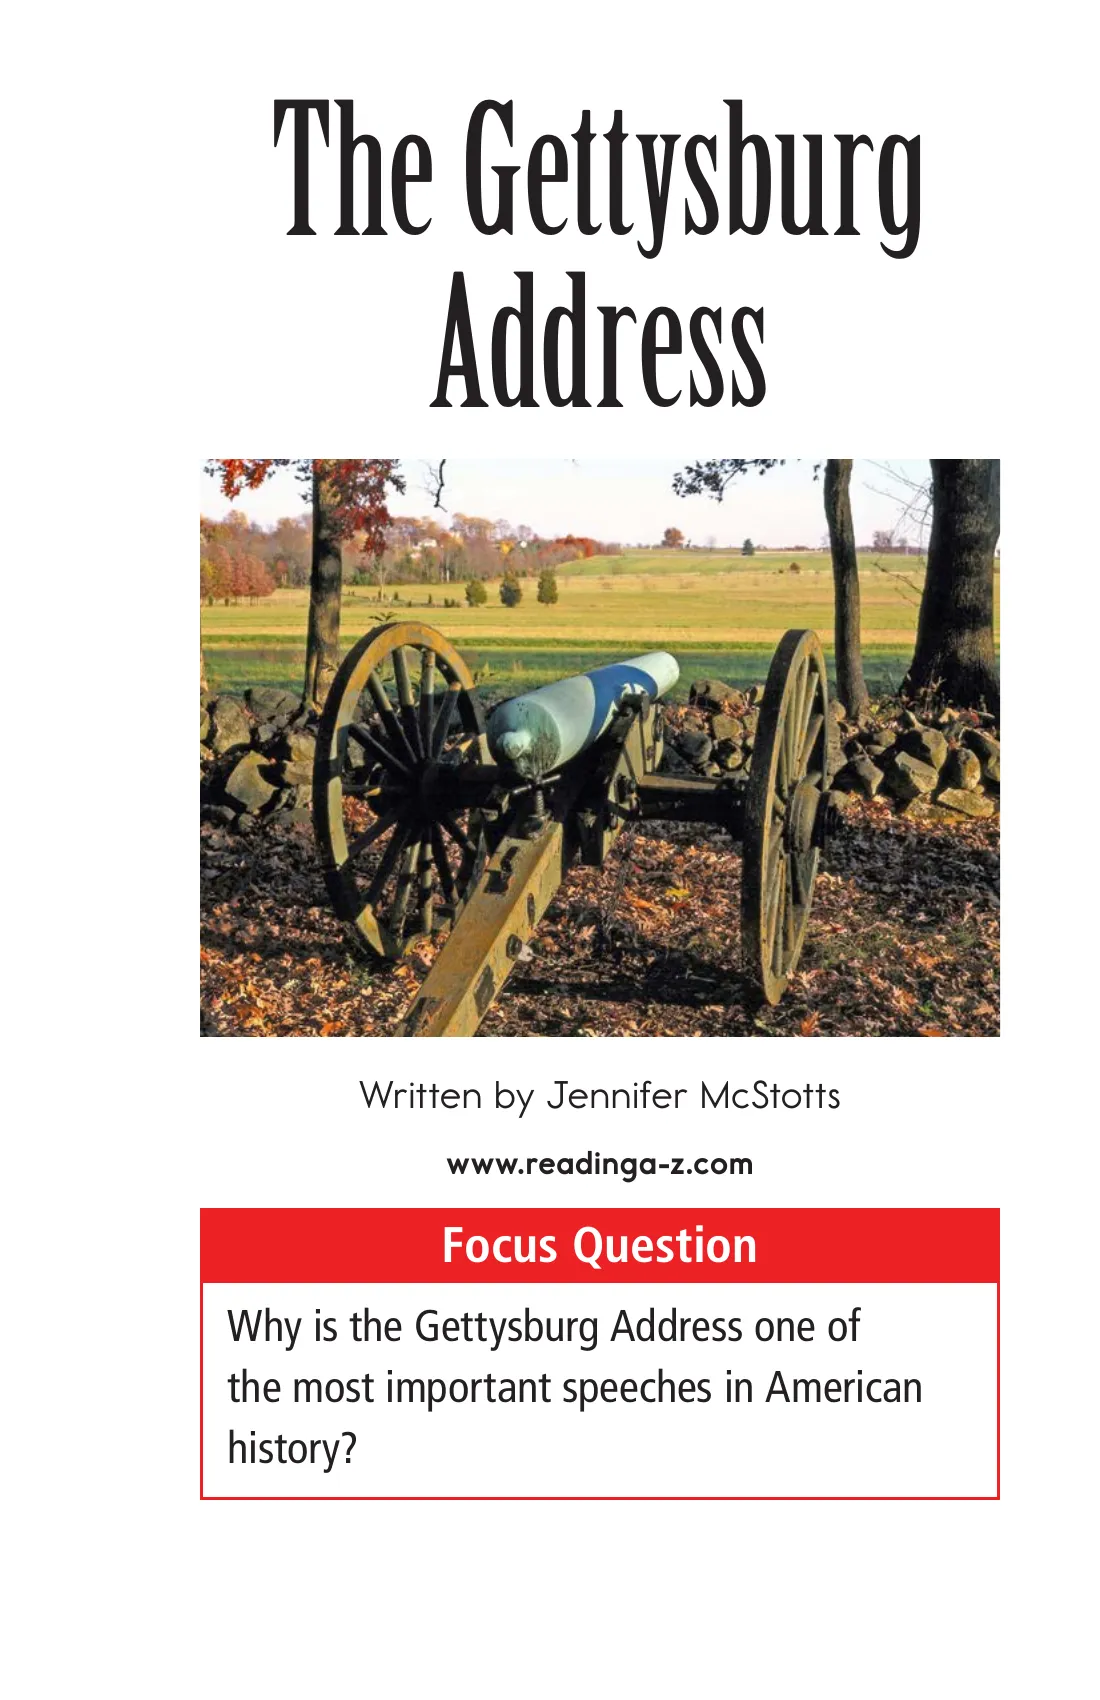 The Gettysburg
Address
Written by Jennifer McStotts
www.readinga-z.com
Focus Question
Why is the Gettysburg Address one of
the most important speeches in American
history?